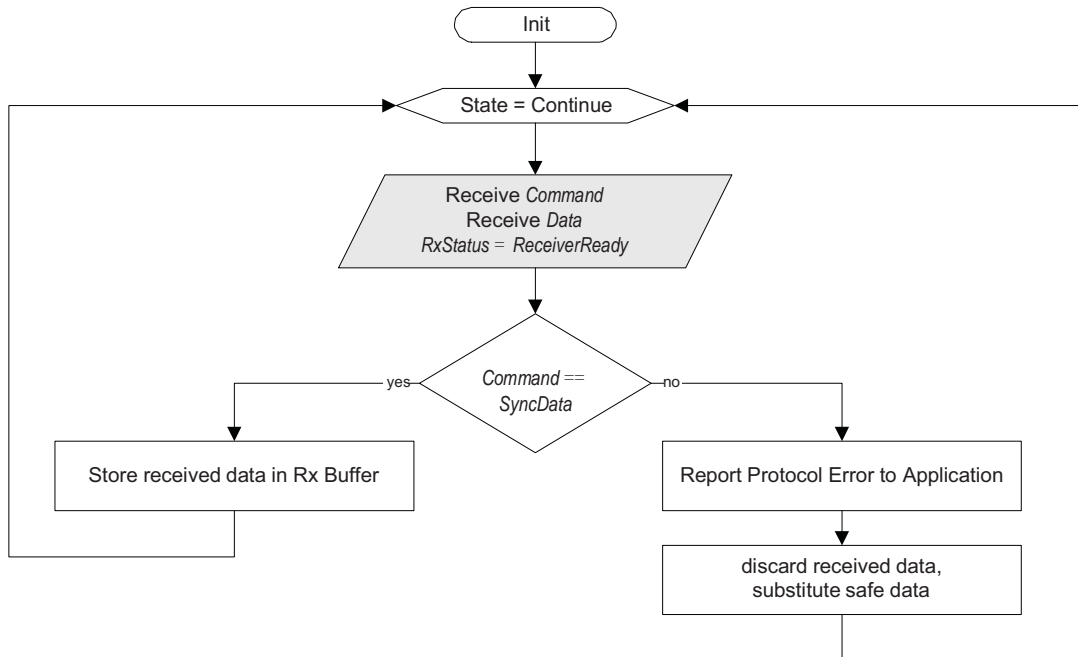 Init
State = Continue
Receive Command
Receive Data
RxStatus = ReceiverReady
yes
Command ==
SyncData
no
Store received data in Rx Buffer
Report Protocol Error to Application
discard received data,
substitute safe data